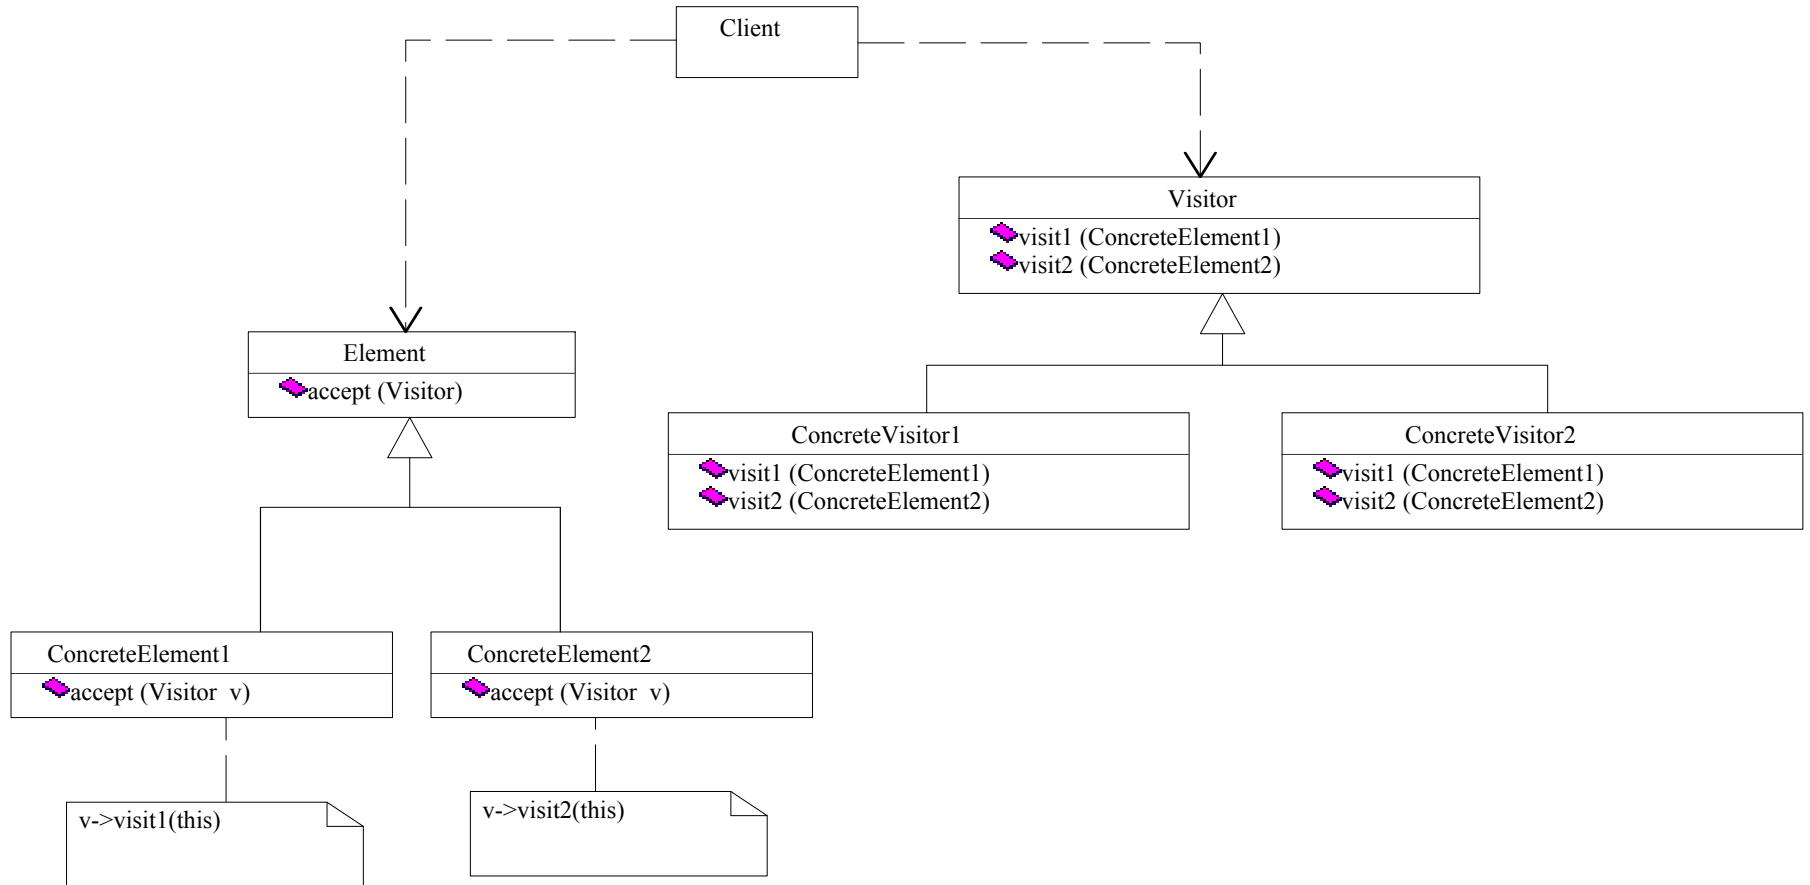 Client
Visitor
visit1 (ConcreteElement1)
visit2 (ConcreteElement2)
Element
accept (Visitor)
ConcreteVisitor1
visit1 (ConcreteElement1)
visit2 (ConcreteElement2)
ConcreteVisitor2
visit1 (ConcreteElement1)
visit2 (ConcreteElement2)
ConcreteElement1
accept (Visitor v)
ConcreteElement2
accept (Visitor v)
v->visit1(this)
v->visit2(this)